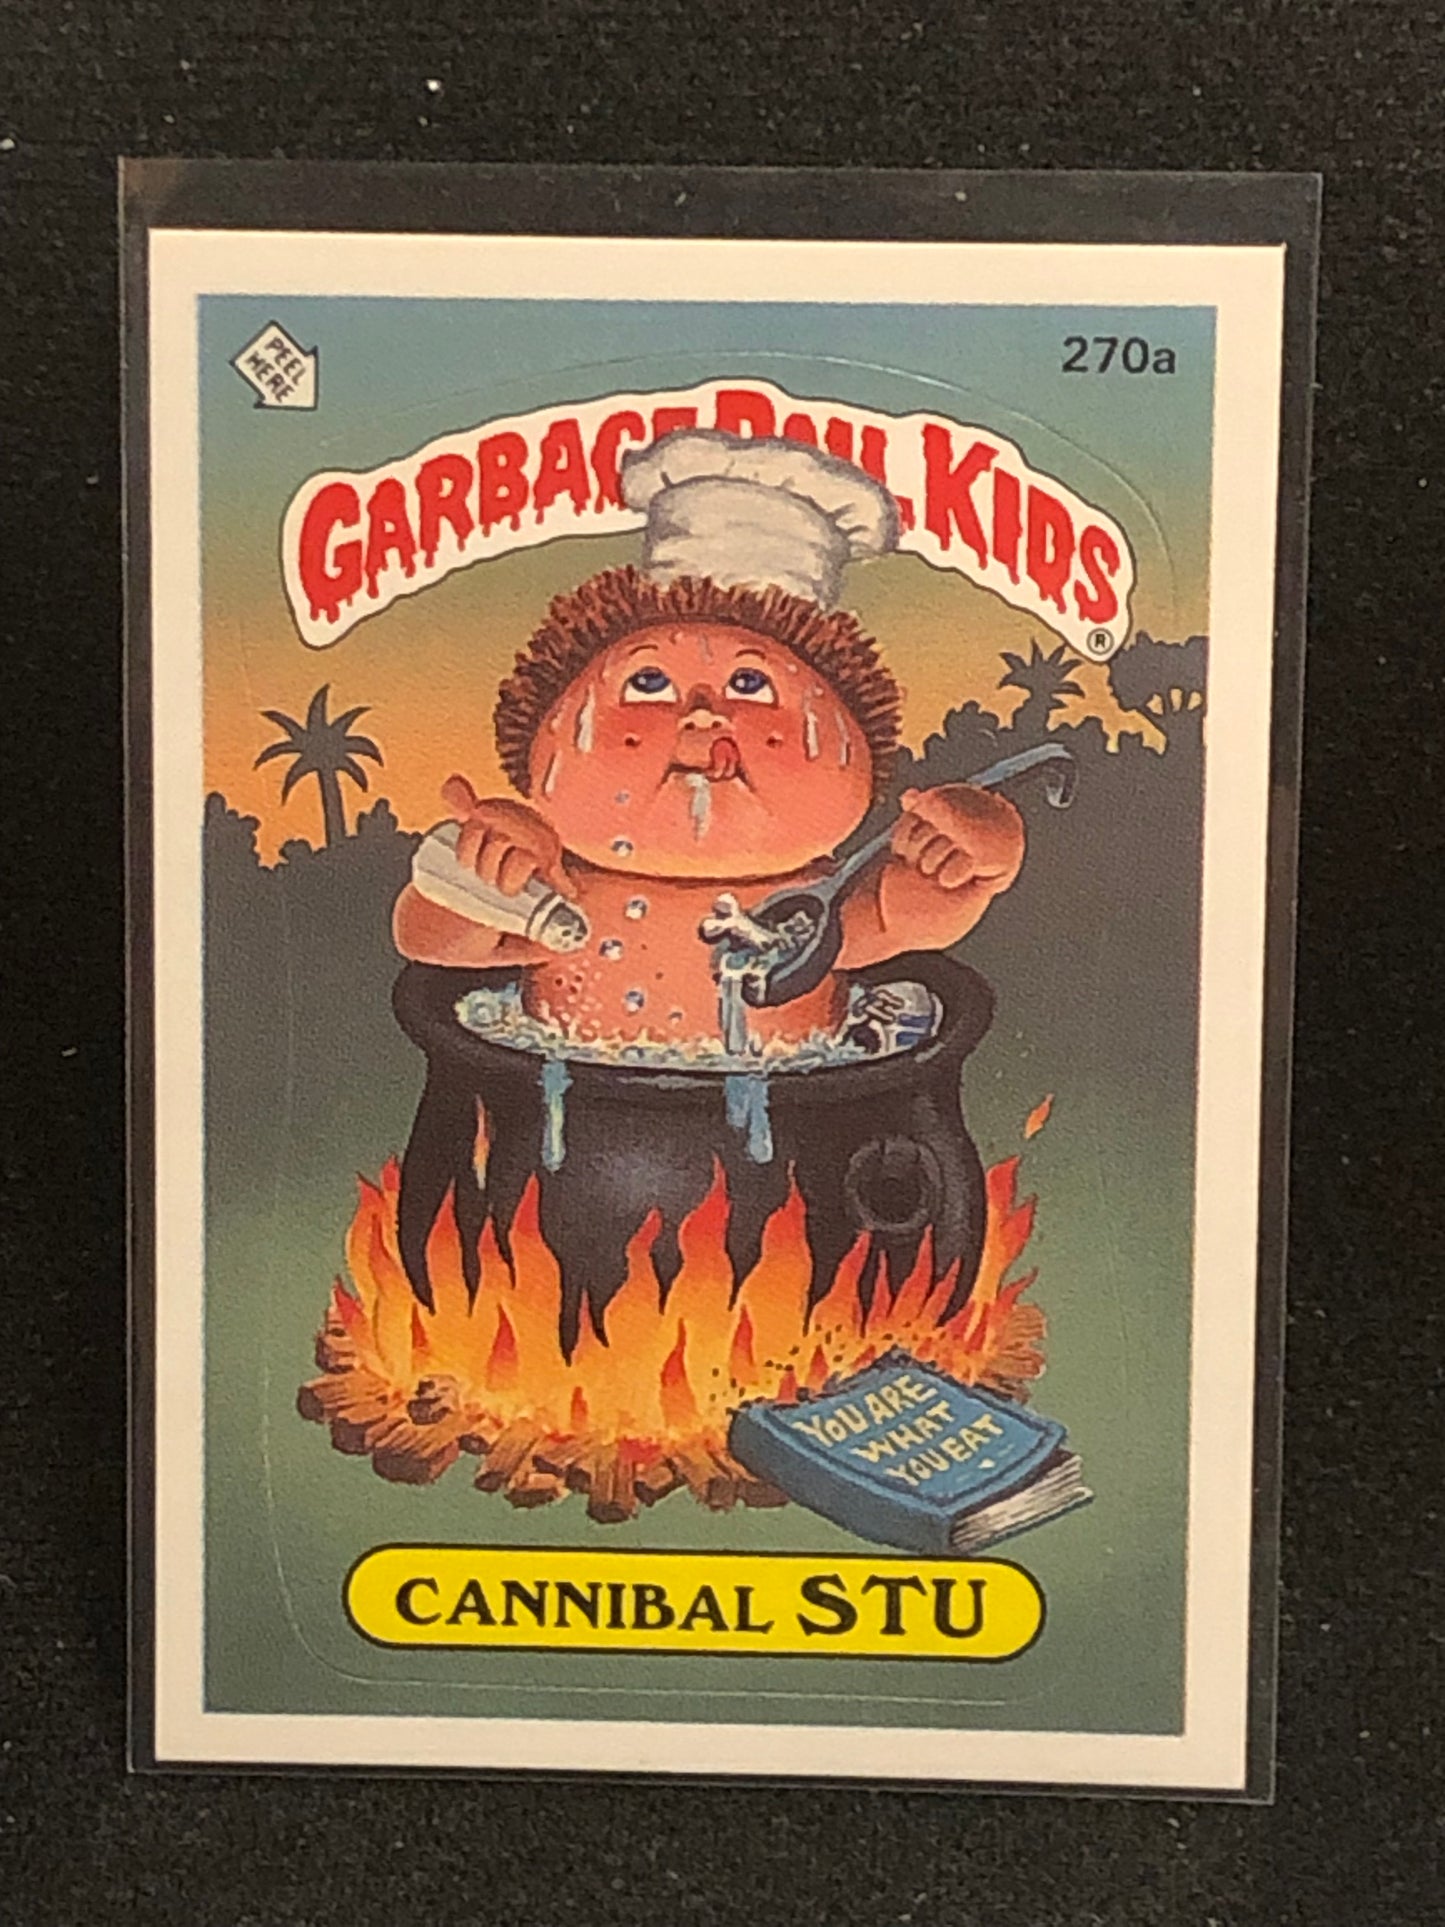 PEEL
HERE
270a
GARBAGE PAIL KIDS
®
YOU ARE
WHAT
YOU EAT
CANNIBAL STU